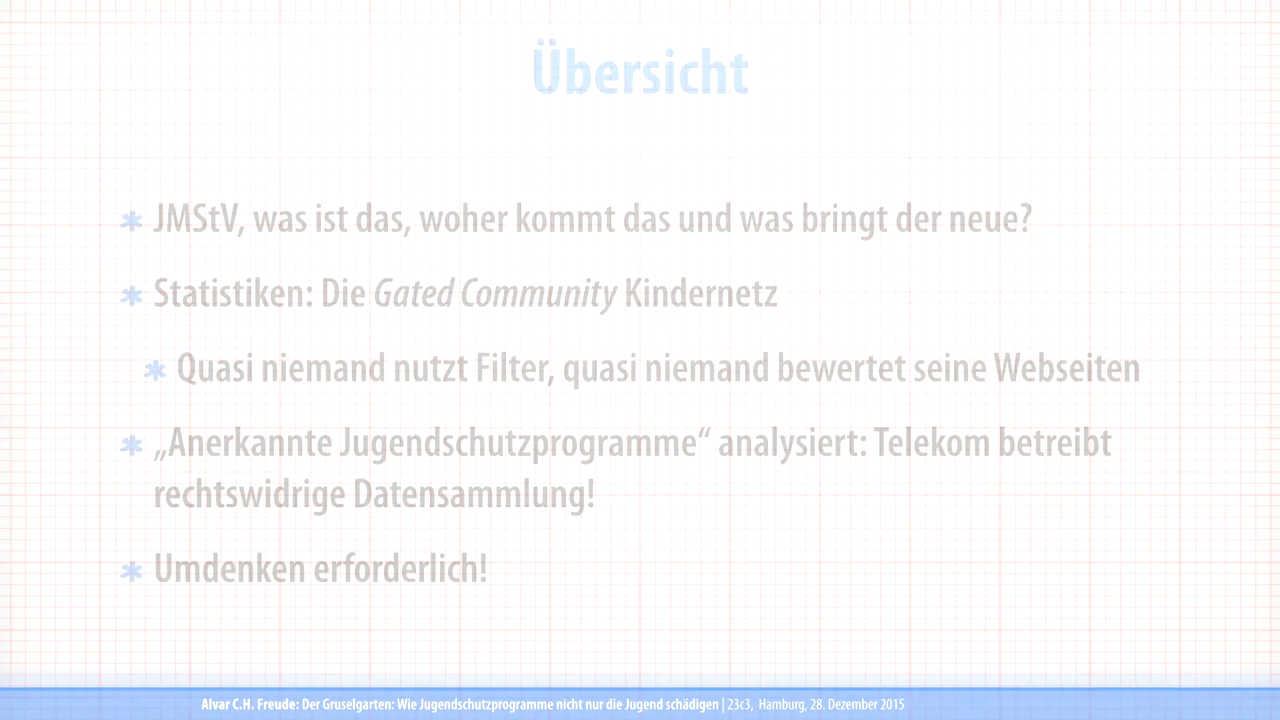 Übersicht
JMStV, was ist das, woher kommt das und was bringt der neue?
Statistiken: Die Gated Community Kindernetz
Quasi niemand nutzt Filter, quasi niemand bewertet seine Webseiten
„Anerkannte Jugendschutzprogramme“ analysiert: Telekom betreibt
rechtswidrige Datensammlung!
Umdenken erforderlich!
Alvar C.H. Freude: Der Gruselgarten: Wie Jugendschutzprogramme nicht nur die Jugend schädigen | 23c3, Hamburg, 28. Dezember 2015